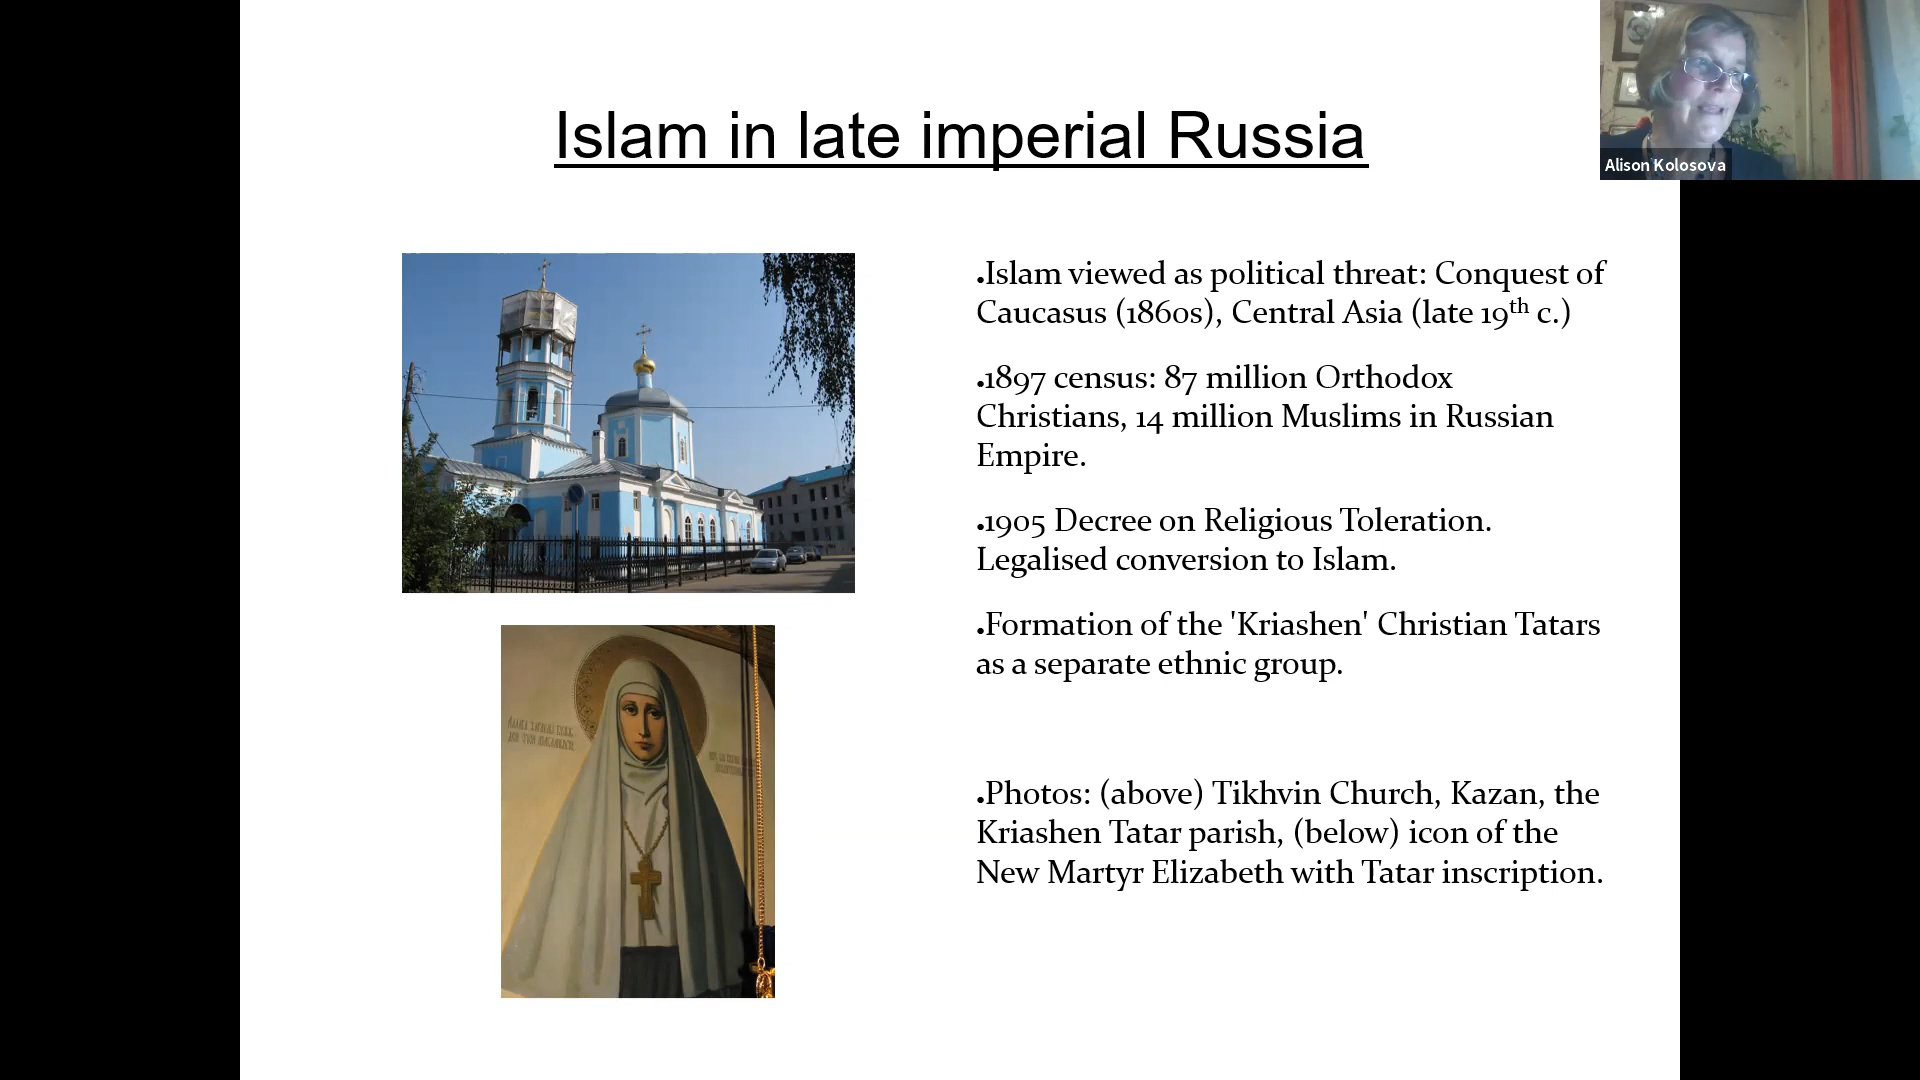 Islam in late imperial Russia
Alison Kolosova
•Islam viewed as political threat: Conquest of
Caucasus (1860s), Central Asia (late 19th c.)
•1897 census: 87 million Orthodox
Christians, 14 million Muslims in Russian
Empire.
•1905 Decree on Religious Toleration.
Legalised conversion to Islam.
•Formation of the 'Kriashen' Christian Tatars
as a separate ethnic group.
•Photos: (above) Tikhvin Church, Kazan, the
Kriashen Tatar parish, (below) icon of the
New Martyr Elizabeth with Tatar inscription.